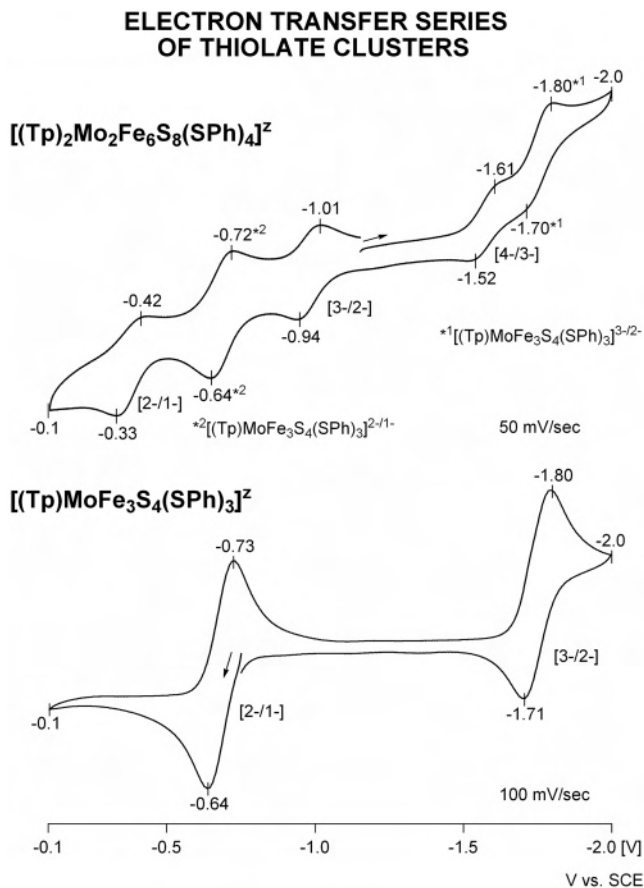 ELECTRON TRANSFER SERIES
OF THIOLATE CLUSTERS
[(Tp)₂Mo₂Fe₆S₈(SPh)₄]ᶻ
-1.80*¹
-2.0
-1.61
-1.01
-0.72*²
-1.70*¹
[4-/3-]
-1.52
-0.42
[3-/2-]
-0.94
*¹[(Tp)MoFe₃S₄(SPh)₃]³⁻/²⁻
[2-/1-]
-0.64*²
-0.1
-0.33
*²[(Tp)MoFe₃S₄(SPh)₃]²⁻/¹⁻
50 mV/sec
[(Tp)MoFe₃S₄(SPh)₃]ᶻ
-1.80
-0.73
-2.0
[3-/2-]
[2-/1-]
-0.1
-1.71
-0.64
100 mV/sec
-0.1 -0.5 -1.0 -1.5 -2.0 [V]
V vs. SCE